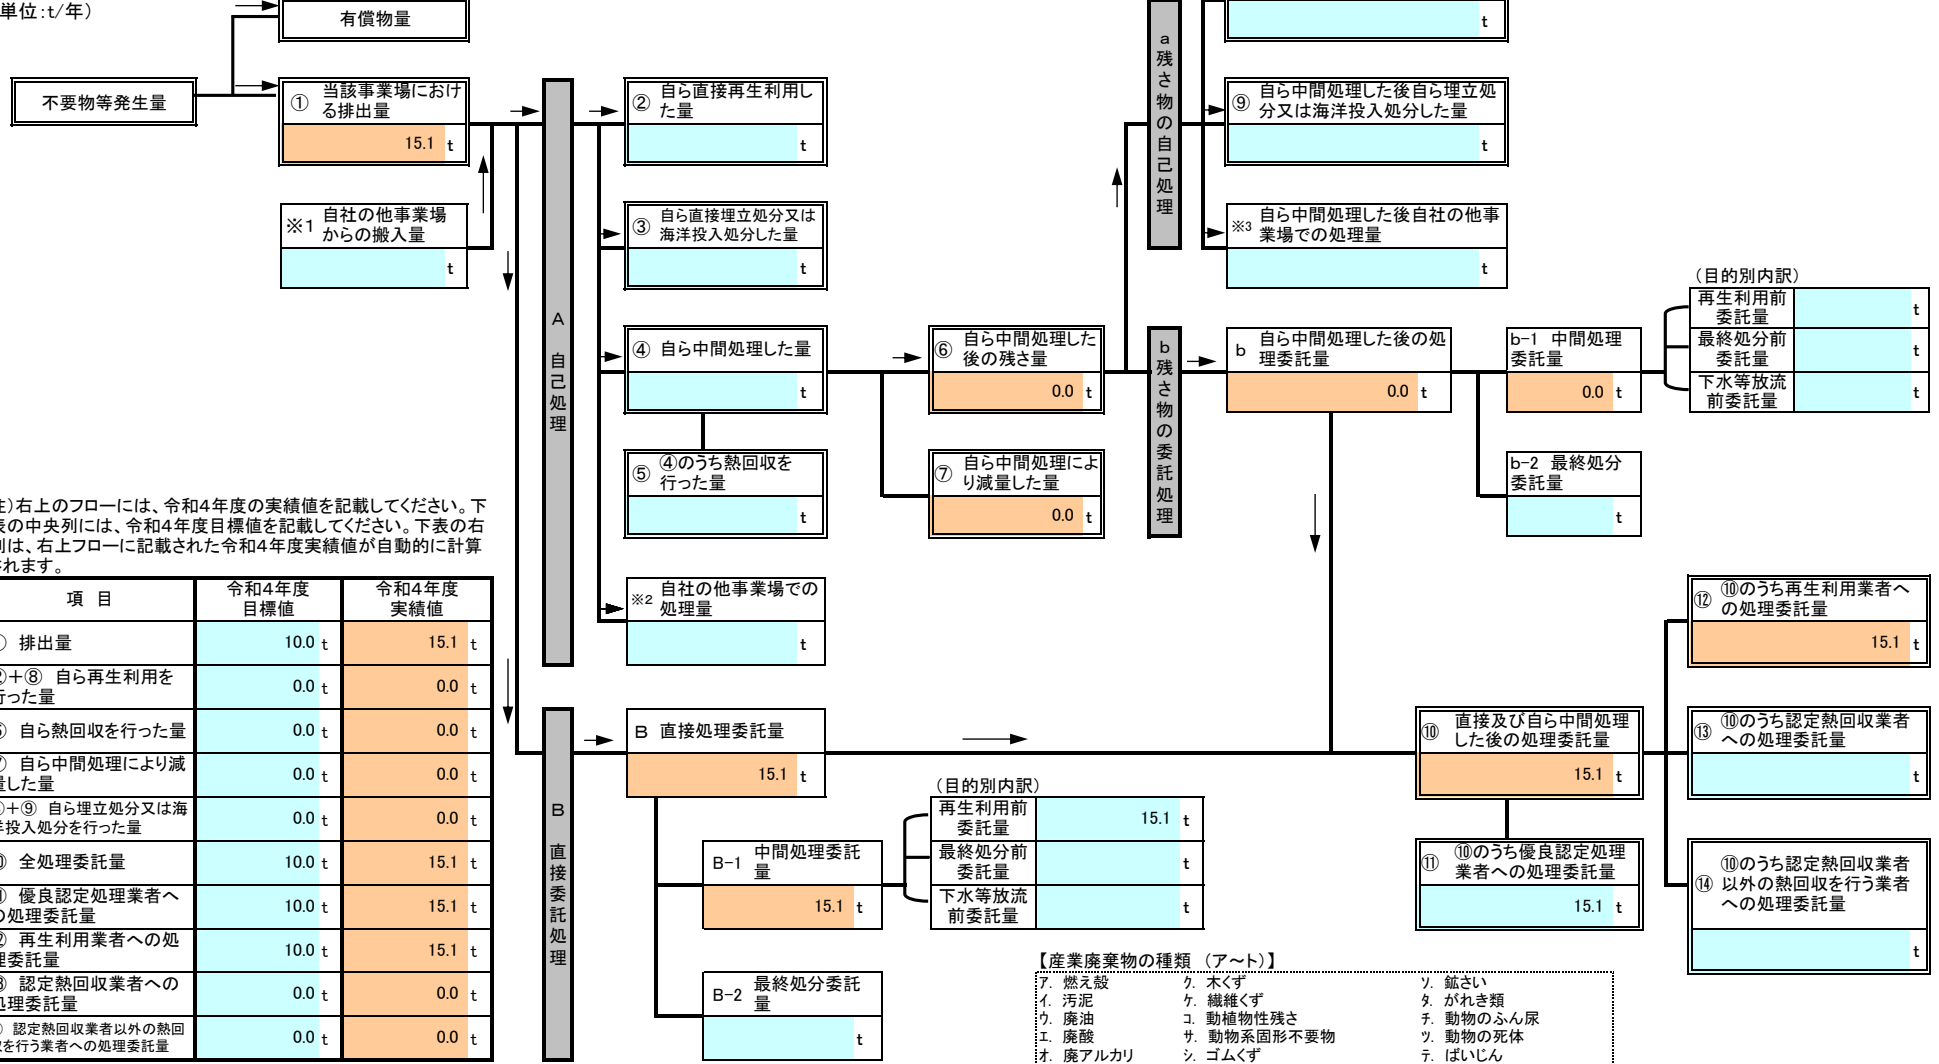 単位:t/年)
有償物量
t
不要物等発生量
① 当該事業場におけ
る排出量
15.1 t
※1 自社の他事業場
からの搬入量
t
A 自己処理
② 自ら直接再生利用し
た量
t
③ 自ら直接埋立処分又は
海洋投入処分した量
t
④ 自ら中間処理した量
t
⑤ ④のうち熱回収を
行った量
t
※2 自社の他事業場での
処理量
t
⑥ 自ら中間処理した
後の残さ量
0.0 t
⑦ 自ら中間処理によ
り減量した量
0.0 t
a残さ物の自己処理
⑨ 自ら中間処理した後自ら埋立処
分又は海洋投入処分した量
t
※3 自ら中間処理した後自社の他事
業場での処理量
t
b残さ物の委託処理
b 自ら中間処理した後の処
理委託量
0.0 t
b-1 中間処理
委託量
0.0 t
b-2 最終処分
委託量
t
(目的別内訳)
再生利用前
委託量
t
最終処分前
委託量
t
下水等放流
前委託量
t
)右上のフローには、令和4年度の実績値を記載してください。下
の中央列には、令和4年度目標値を記載してください。下表の右
は、右上フローに記載された令和4年度実績値が自動的に計算
れます。
項 目
令和4年度
目標値
令和4年度
実績値
排出量 10.0 t 15.1 t
+⑧ 自ら再生利用を
った量 0.0 t 0.0 t
自ら熱回収を行った量 0.0 t 0.0 t
自ら中間処理により減
した量 0.0 t 0.0 t
+⑨ 自ら埋立処分又は海
投入処分を行った量 0.0 t 0.0 t
全処理委託量 10.0 t 15.1 t
優良認定処理業者へ
の処理委託量 10.0 t 15.1 t
再生利用業者への処
理委託量 10.0 t 15.1 t
認定熱回収業者への
処理委託量 0.0 t 0.0 t
認定熱回収業者以外の熱回
収を行う業者への処理委託量 0.0 t 0.0 t
B 直接委託処理
B 直接処理委託量
15.1 t
B-1 中間処理委託
量
15.1 t
B-2 最終処分委託
量
t
(目的別内訳)
再生利用前
委託量
15.1 t
最終処分前
委託量
t
下水等放流
前委託量
t
⑩ 直接及び自ら中間処理
した後の処理委託量
15.1 t
⑪ ⑩のうち優良認定処理
業者への処理委託量
15.1 t
⑫ ⑩のうち再生利用業者へ
の処理委託量
15.1 t
⑬ ⑩のうち認定熱回収業者
への処理委託量
t
⑭ ⑩のうち認定熱回収業者
以外の熱回収を行う業者
への処理委託量
t
【産業廃棄物の種類 (ア~ト)】
ア. 燃え殻 ク. 木くず ソ. 鉱さい
イ. 汚泥 ケ. 繊維くず タ. がれき類
ウ. 廃油 コ. 動植物性残さ チ. 動物のふん尿
エ. 廃酸 サ. 動物系固形不要物 ツ. 動物の死体
オ. 廃アルカリ シ. ゴムくず テ. ばいじん